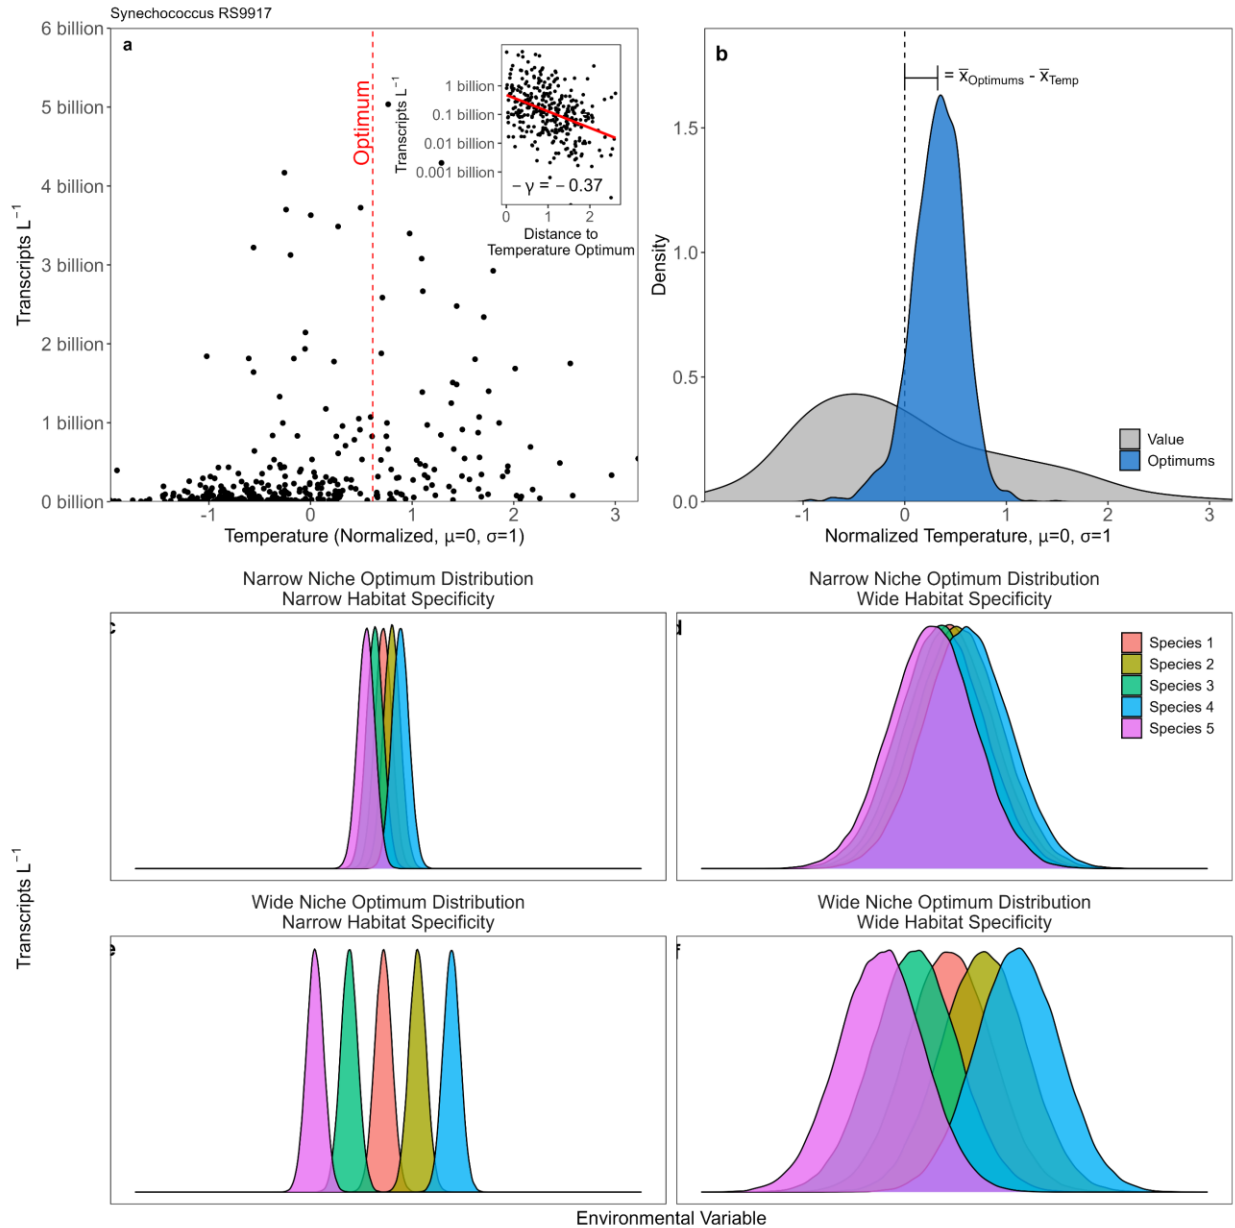 Synechococcus RS9917
a
6 billion
5 billion
4 billion
3 billion
2 billion
1 billion
0 billion
Transcripts L⁻¹
Optimum
-1 0 1 2 3
Temperature (Normalized, μ=0, σ=1)
1 billion
0.1 billion
0.01 billion
0.001 billion
Transcripts L⁻¹
− γ = − 0.37
0 1 2
Distance to
Temperature Optimum
b
= x̅Optimums - x̅Temp
1.5
1.0
0.5
0.0
Density
Value
Optimums
-1 0 1 2 3
Normalized Temperature, μ=0, σ=1
Narrow Niche Optimum Distribution
Narrow Habitat Specificity
c
Narrow Niche Optimum Distribution
Wide Habitat Specificity
d
Species 1
Species 2
Species 3
Species 4
Species 5
Transcripts L⁻¹
Wide Niche Optimum Distribution
Narrow Habitat Specificity
e
Wide Niche Optimum Distribution
Wide Habitat Specificity
f
Environmental Variable